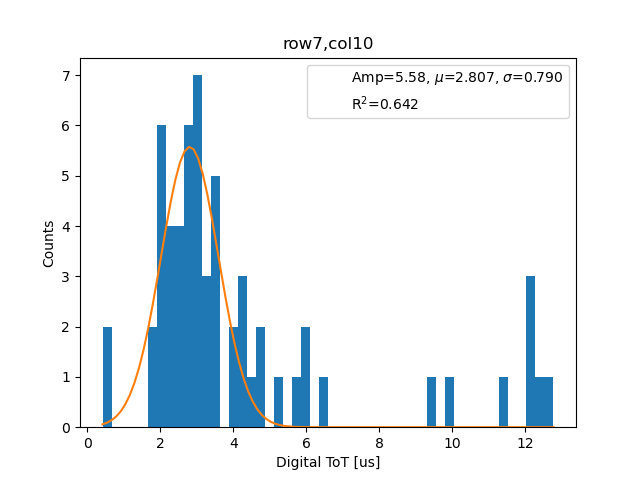 row7,col10
Amp=5.58, μ=2.807, σ=0.790
R²=0.642
7
6
5
4
3
2
1
0
Counts
0 2 4 6 8 10 12
Digital ToT [us]